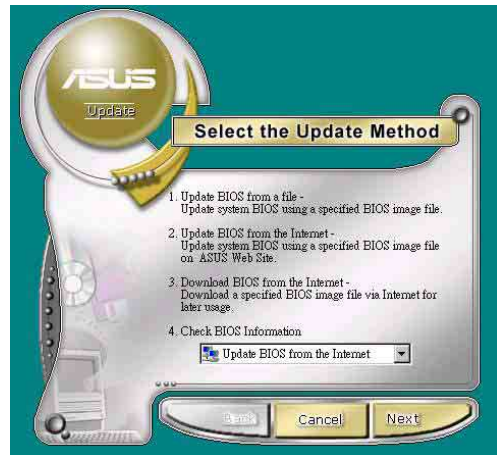 ASUS
Update
Select the Update Method
1. Update BIOS from a file -
Update system BIOS using a specified BIOS image file.
2. Update BIOS from the Internet -
Update system BIOS using a specified BIOS image file
on ASUS Web Site.
3. Download BIOS from the Internet -
Download a specified BIOS image file via Internet for
later usage.
4. Check BIOS Information
Update BIOS from the Internet
Back
Cancel
Next